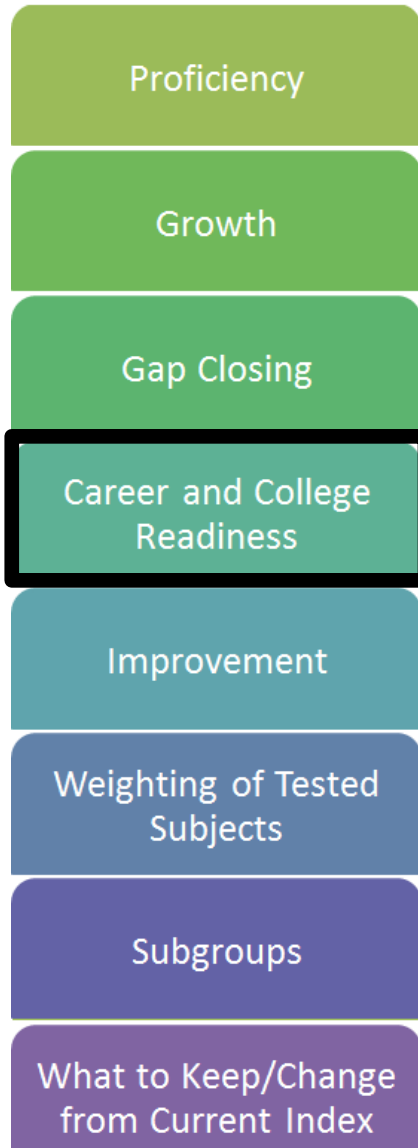 Proficiency
Growth
Gap Closing
Career and College
Readiness
Improvement
Weighting of Tested
Subjects
Subgroups
What to Keep/Change
from Current Index